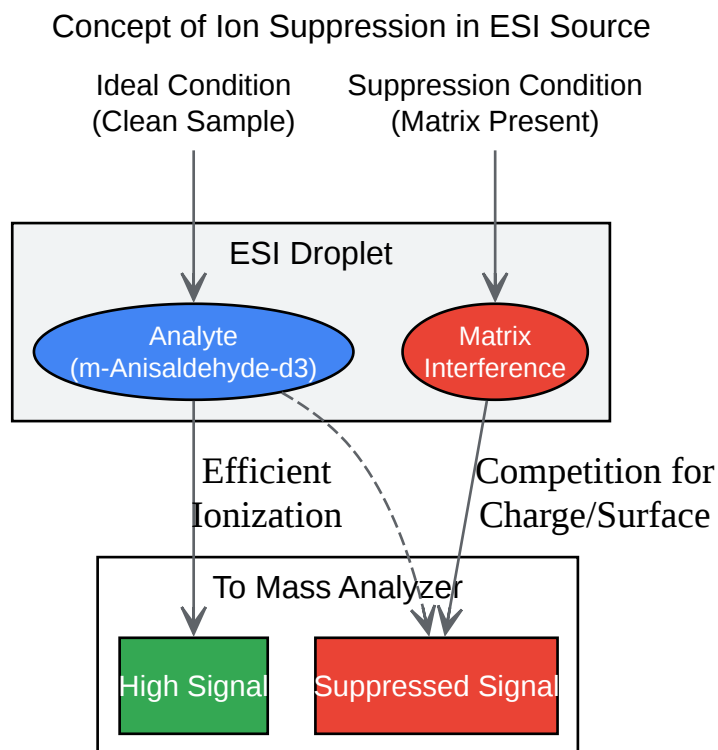 Concept of Ion Suppression in ESI Source
Ideal Condition
(Clean Sample)
Suppression Condition
(Matrix Present)
ESI Droplet
Analyte
(m-Anisaldehyde-d3)
Matrix
Interference
Efficient
Ionization
Competition for
Charge/Surface
To Mass Analyzer
High Signal
Suppressed Signal